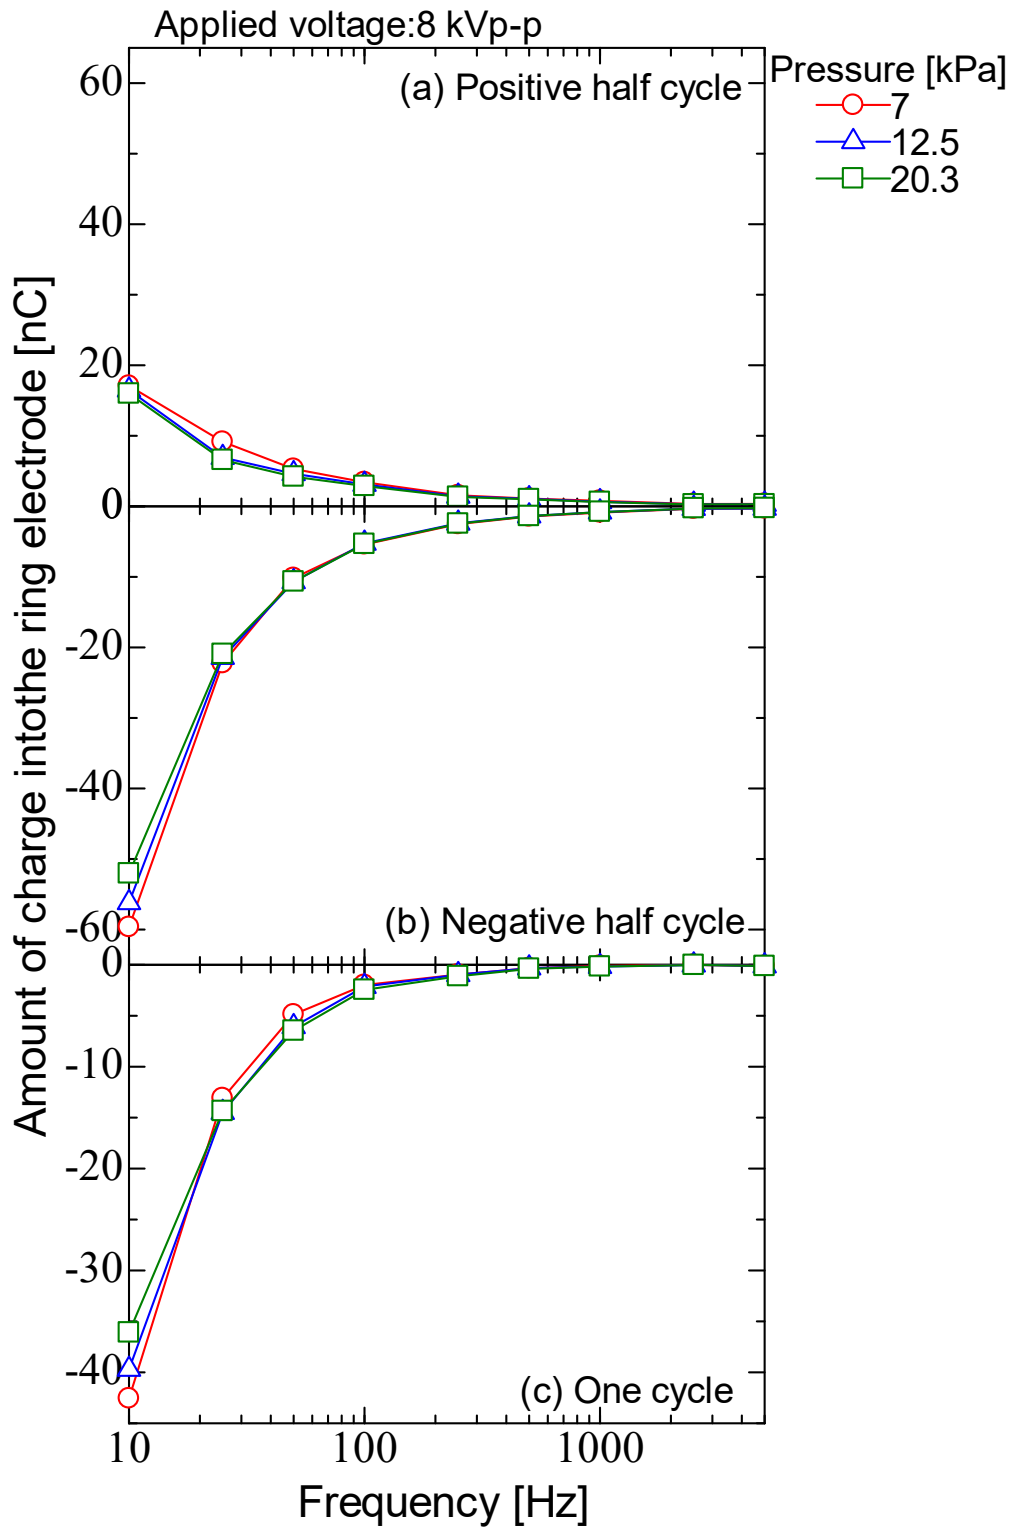 Applied voltage:8 kVp-p
(a) Positive half cycle
Pressure [kPa]
7
12.5
20.3
60
40
20
0
-20
-40
-60
(b) Negative half cycle
0
-10
-20
-30
-40
(c) One cycle
10 100 1000
Frequency [Hz]
Amount of charge intothe ring electrode [nC]